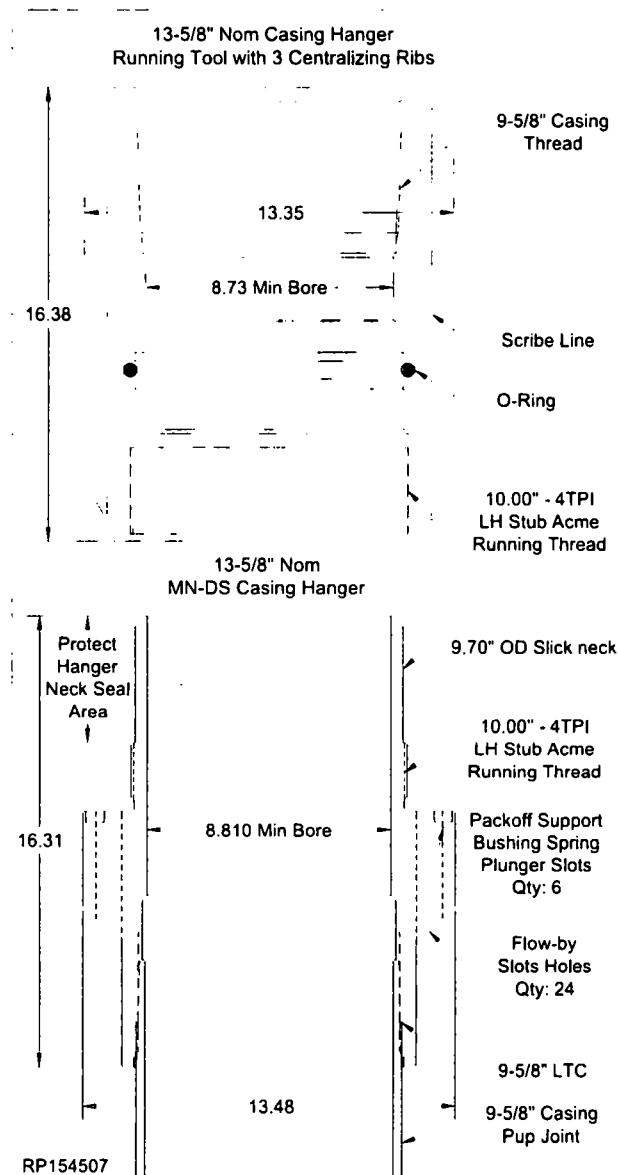 13-5/8" Nom Casing Hanger
Running Tool with 3 Centralizing Ribs
9-5/8" Casing
Thread
13.35
8.73 Min Bore
16.38
Scribe Line
O-Ring
10.00" - 4TPI
LH Stub Acme
Running Thread
13-5/8" Nom
MN-DS Casing Hanger
Protect
Hanger
Neck Seal
Area
9.70" OD Slick neck
10.00" - 4TPI
LH Stub Acme
Running Thread
16.31
8.810 Min Bore
Packoff Support
Bushing Spring
Plunger Slots
Qty: 6
Flow-by
Slots Holes
Qty: 24
9-5/8" LTC
13.48
9-5/8" Casing
Pup Joint
RP154507